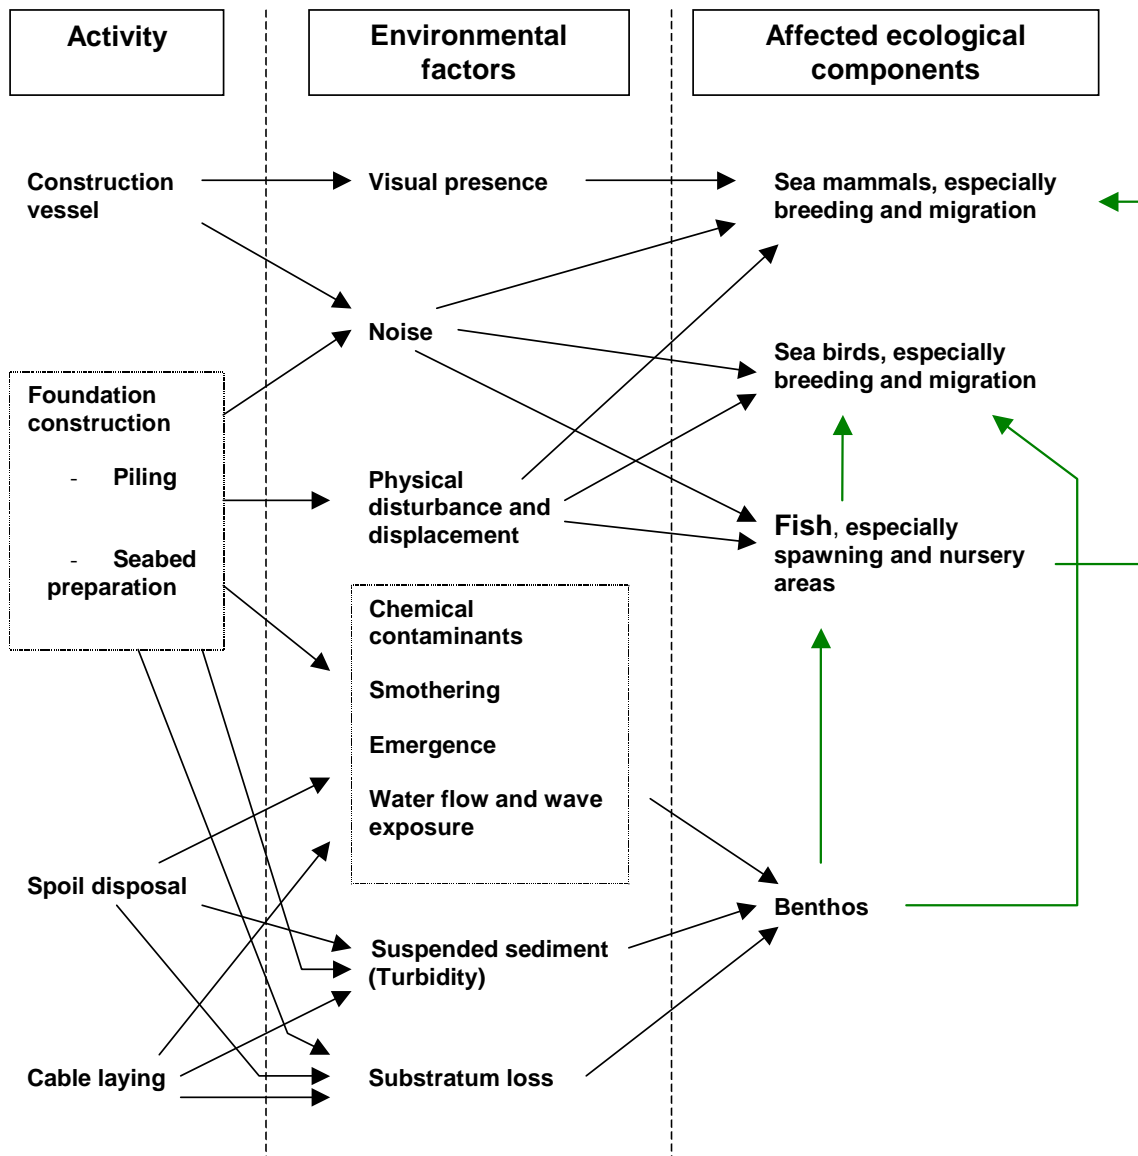 Activity
Environmental
factors
Affected ecological
components
Construction
vessel
Visual presence
Sea mammals, especially
breeding and migration
Noise
Sea birds, especially
breeding and migration
Foundation
construction
- Piling
- Seabed
preparation
Physical
disturbance and
displacement
Fish, especially
spawning and nursery
areas
Chemical
contaminants
Smothering
Emergence
Water flow and wave
exposure
Spoil disposal
Benthos
Suspended sediment
(Turbidity)
Cable laying
Substratum loss